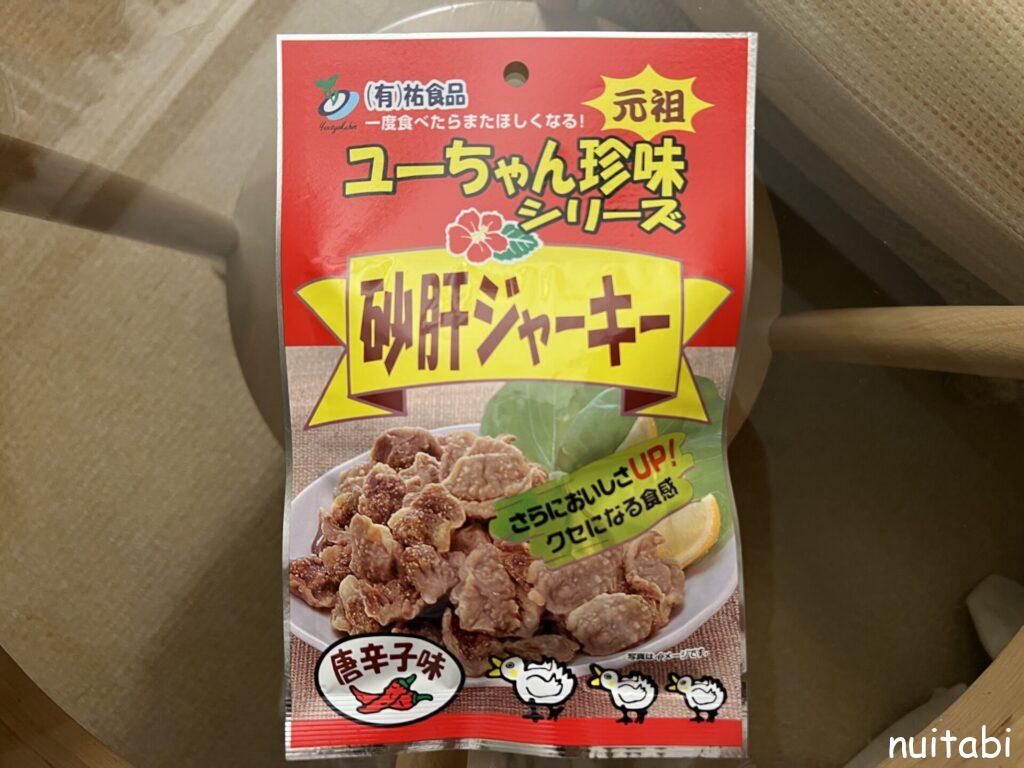 (有)祐食品
一度食べたらまたほしくなる!
元祖
ユーちゃん珍味
シリーズ
砂肝ジャーキー
さらにおいしさUP!
クセになる食感
写真はイメージです。
唐辛子味
nuitabi